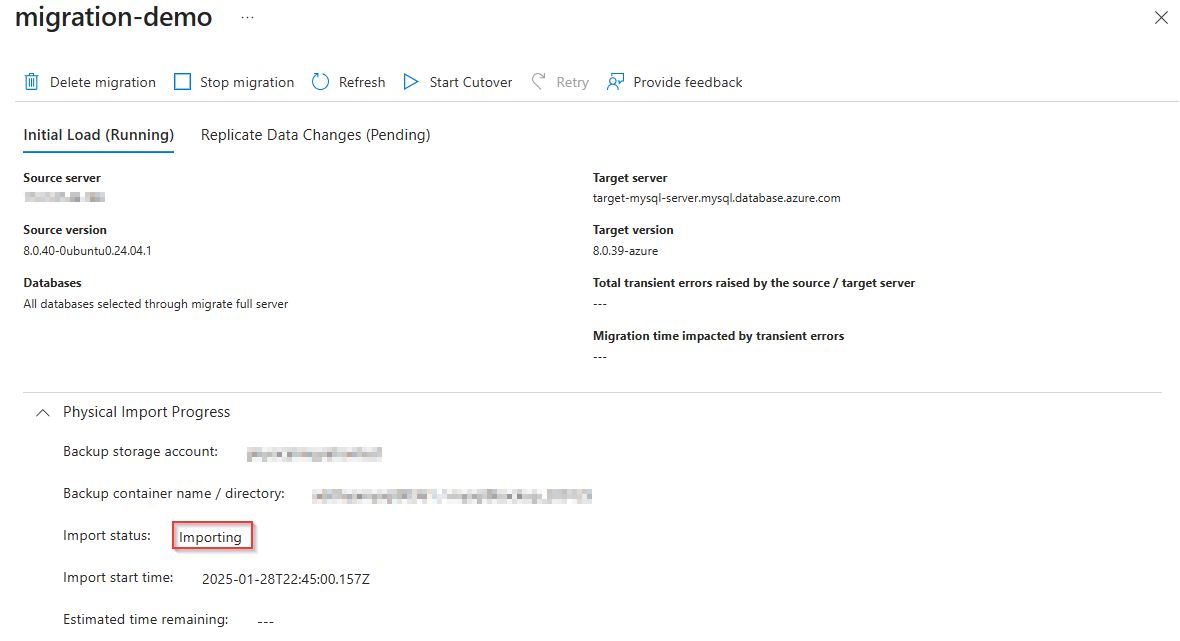 migration-demo ...
Delete migration Stop migration Refresh Start Cutover Retry Provide feedback
Initial Load (Running) Replicate Data Changes (Pending)
Source server
Target server
target-mysql-server.mysql.database.azure.com
Source version
8.0.40-0ubuntu0.24.04.1
Target version
8.0.39-azure
Databases
All databases selected through migrate full server
Total transient errors raised by the source / target server
---
Migration time impacted by transient errors
---
Physical Import Progress
Backup storage account:
Backup container name / directory:
Import status: Importing
Import start time: 2025-01-28T22:45:00.157Z
Estimated time remaining: ---